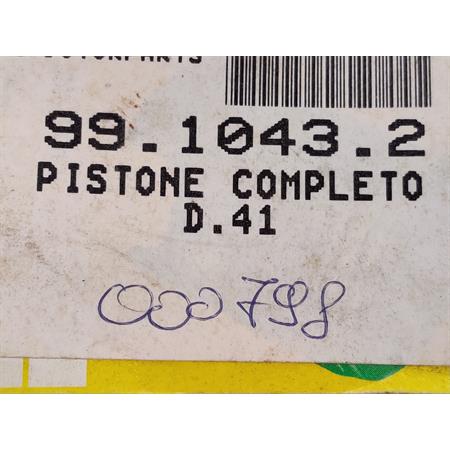 99.1043.2
PISTONE COMPLETO
D.41
000798